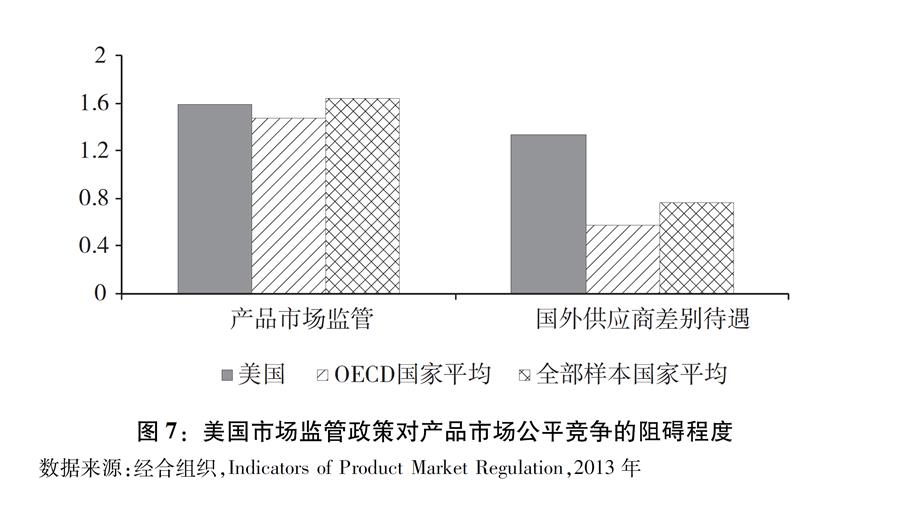 2
1.6
1.2
0.8
0.4
0
产品市场监管 国外供应商差别待遇
美国 OECD国家平均 全部样本国家平均
图7：美国市场监管政策对产品市场公平竞争的阻碍程度
数据来源:经合组织,Indicators of Product Market Regulation,2013年